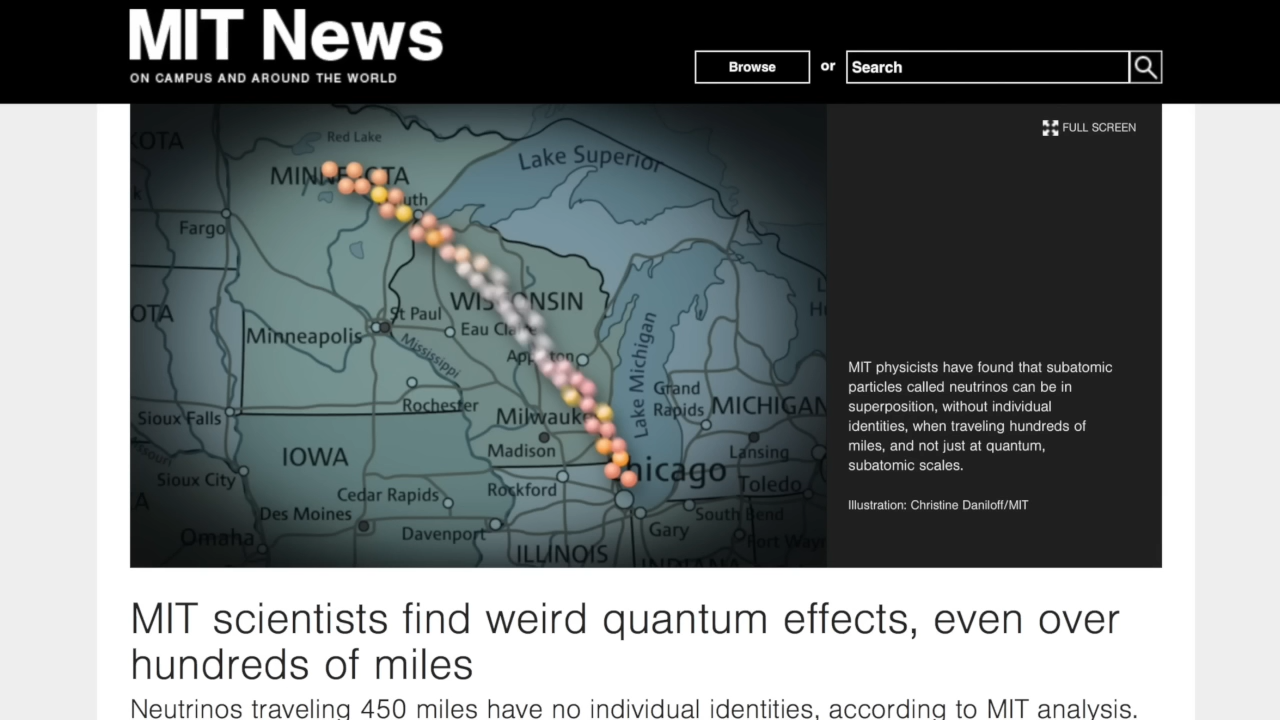 MIT News
ON CAMPUS AND AROUND THE WORLD
Browse
or
Search
FULL SCREEN
Red Lake
Lake Superior
Fargo
St Paul
Minneapolis
Mississippi
WISCONSIN
Eau
Lake Michigan
Grand
Rapids
MICHIGAN
Rochester
Sioux Falls
Madison
Lansing
IOWA
Sioux City
Cedar Rapids
Rockford
Toledo
Des Moines
South Bend
Davenport
Gary
Omaha
ILLINOIS
MIT physicists have found that subatomic
particles called neutrinos can be in
superposition, without individual
identities, when traveling hundreds of
miles, and not just at quantum,
subatomic scales.
Illustration: Christine Daniloff/MIT
MIT scientists find weird quantum effects, even over
hundreds of miles
Neutrinos traveling 450 miles have no individual identities, according to MIT analysis.